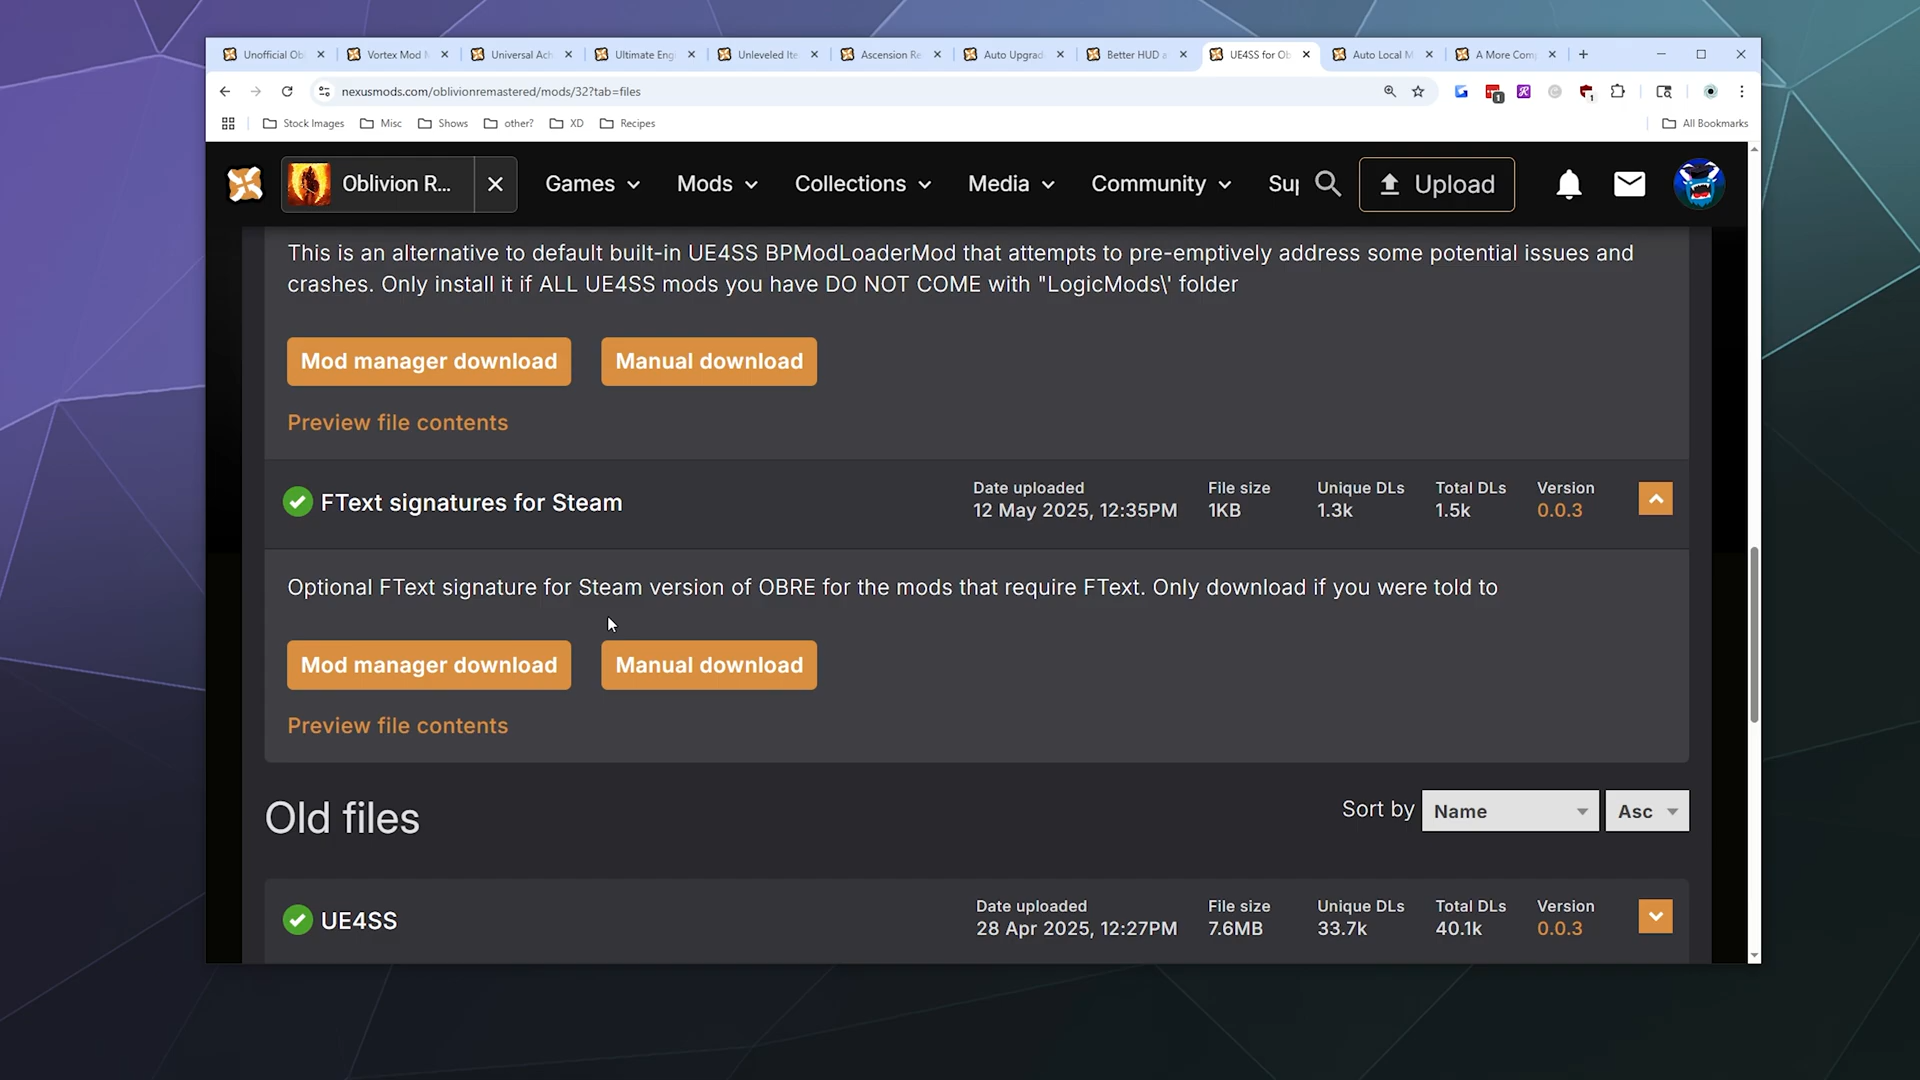 Unofficial Ob
Vortex Mod M
Universal Ach
Ultimate Engi
Unleveled Ite
Ascension Re
Auto Upgrad
Better HUD a
UE4SS for Ob
Auto Local M
A More Comp
nexusmods.com/oblivionremastered/mods/32?tab=files
1
1
Stock Images
Misc
Shows
other?
XD
Recipes
All Bookmarks
Oblivion R...
Games
Mods
Collections
Media
Community
Sup
Upload
This is an alternative to default built-in UE4SS BPModLoaderMod that attempts to pre-emptively address some potential issues and
crashes. Only install it if ALL UE4SS mods you have DO NOT COME with "LogicMods\' folder
Mod manager download
Manual download
Preview file contents
FText signatures for Steam
Date uploaded
12 May 2025, 12:35PM
File size
1KB
Unique DLs
1.3k
Total DLs
1.5k
Version
0.0.3
Optional FText signature for Steam version of OBRE for the mods that require FText. Only download if you were told to
Mod manager download
Manual download
Preview file contents
Old files
Sort by
Name
Asc
UE4SS
Date uploaded
28 Apr 2025, 12:27PM
File size
7.6MB
Unique DLs
33.7k
Total DLs
40.1k
Version
0.0.3